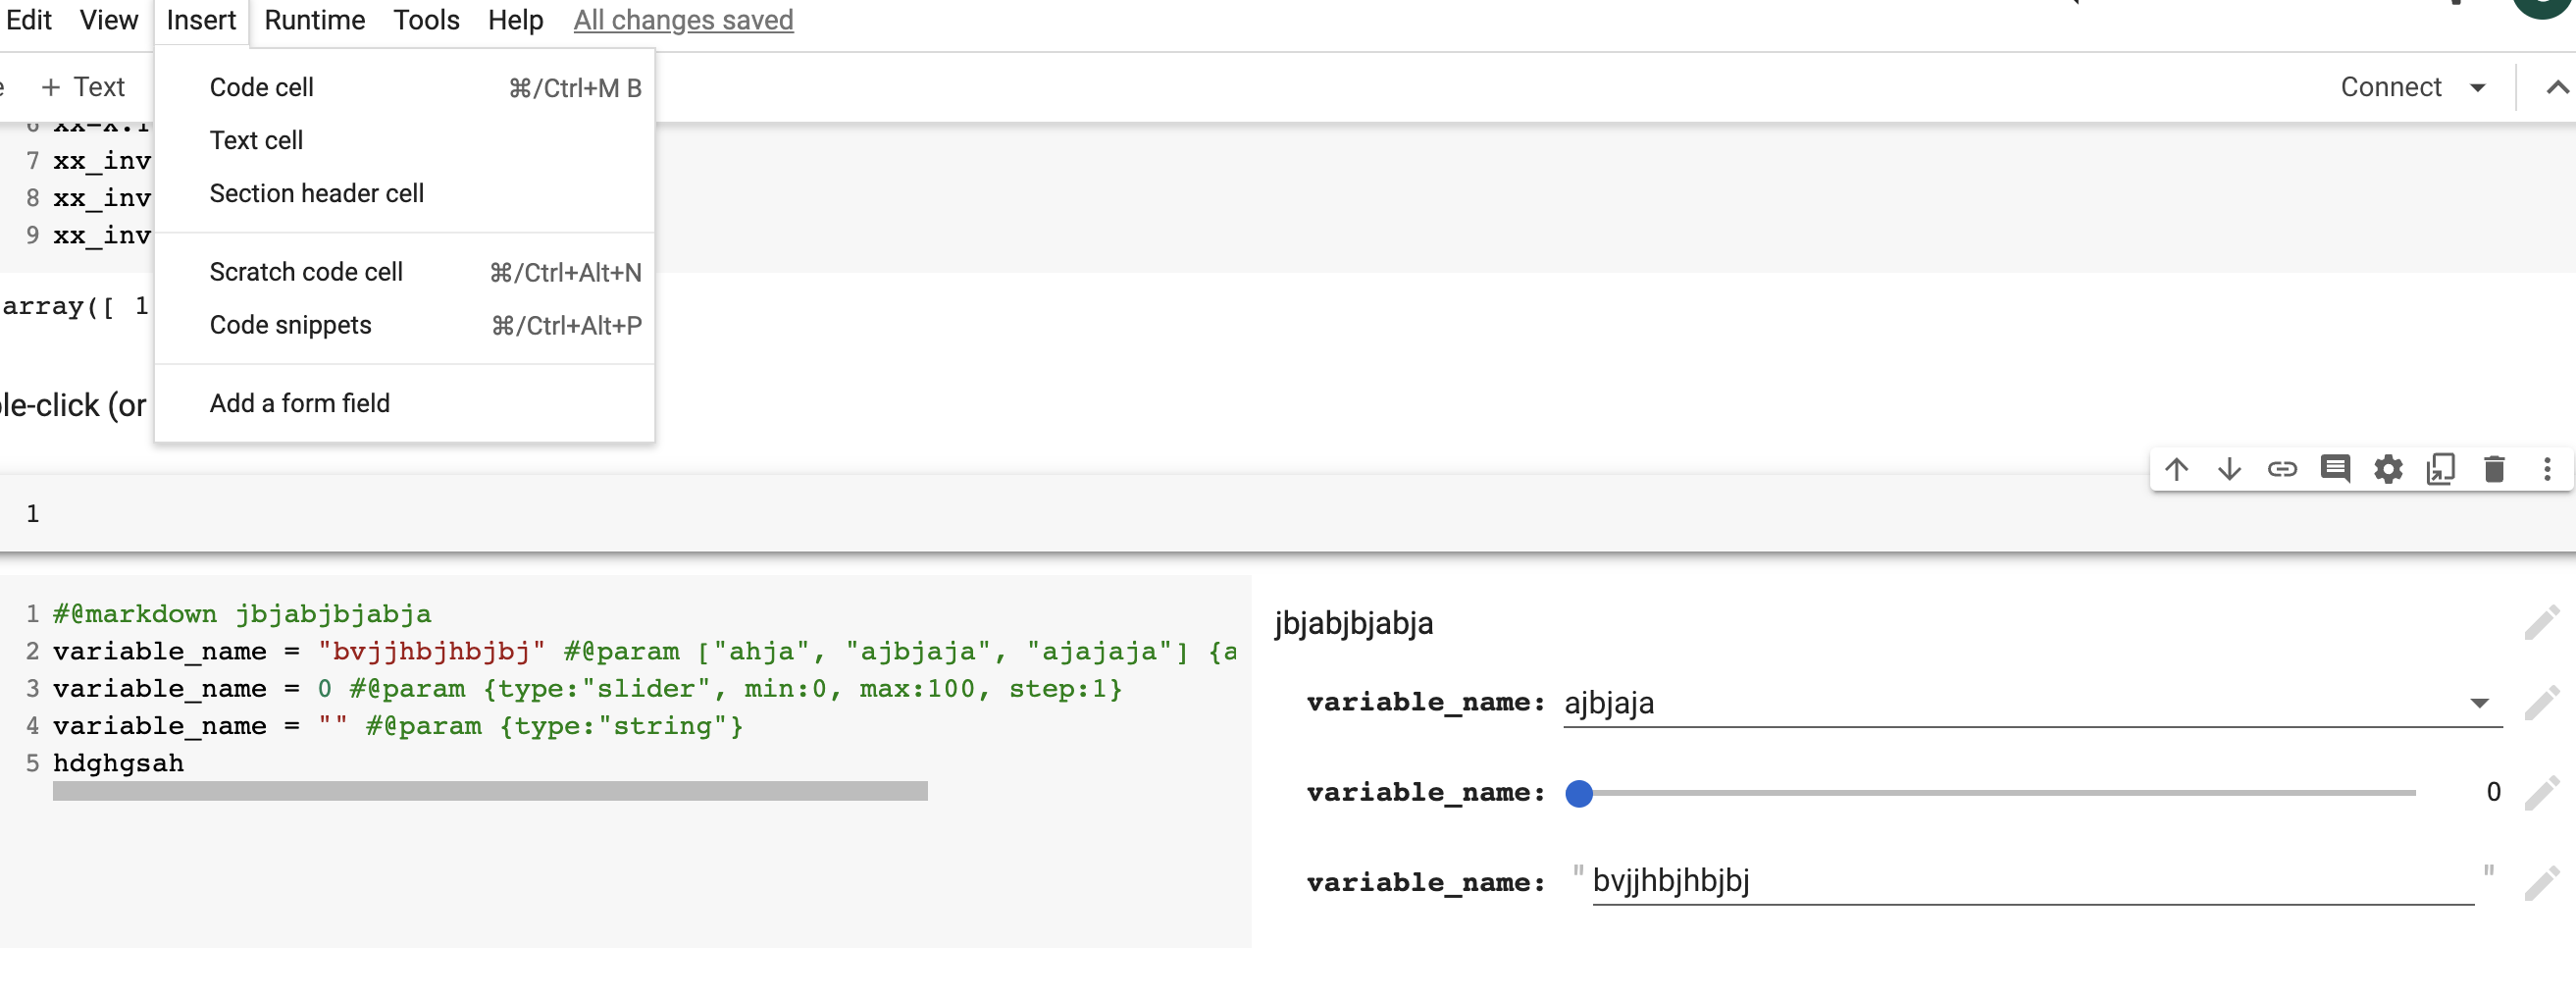 Edit View Insert Runtime Tools Help All changes saved
+ Text
Connect
Code cell ⌘/Ctrl+M B
Text cell
Section header cell
Scratch code cell ⌘/Ctrl+Alt+N
Code snippets ⌘/Ctrl+Alt+P
Add a form field
7 xx_inv
8 xx_inv
9 xx_inv
array([ 1
le-click (or
1
1 #@markdown jbjabjbjabja
2 variable_name = "bvjjhbjhbjbj" #@param ["ahja", "ajbjaja", "ajajaja"] {a
3 variable_name = 0 #@param {type:"slider", min:0, max:100, step:1}
4 variable_name = "" #@param {type:"string"}
5 hdghgsah
jbjabjbjabja
variable_name: ajbjaja
variable_name: 0
variable_name: "bvjjhbjhbjbj"